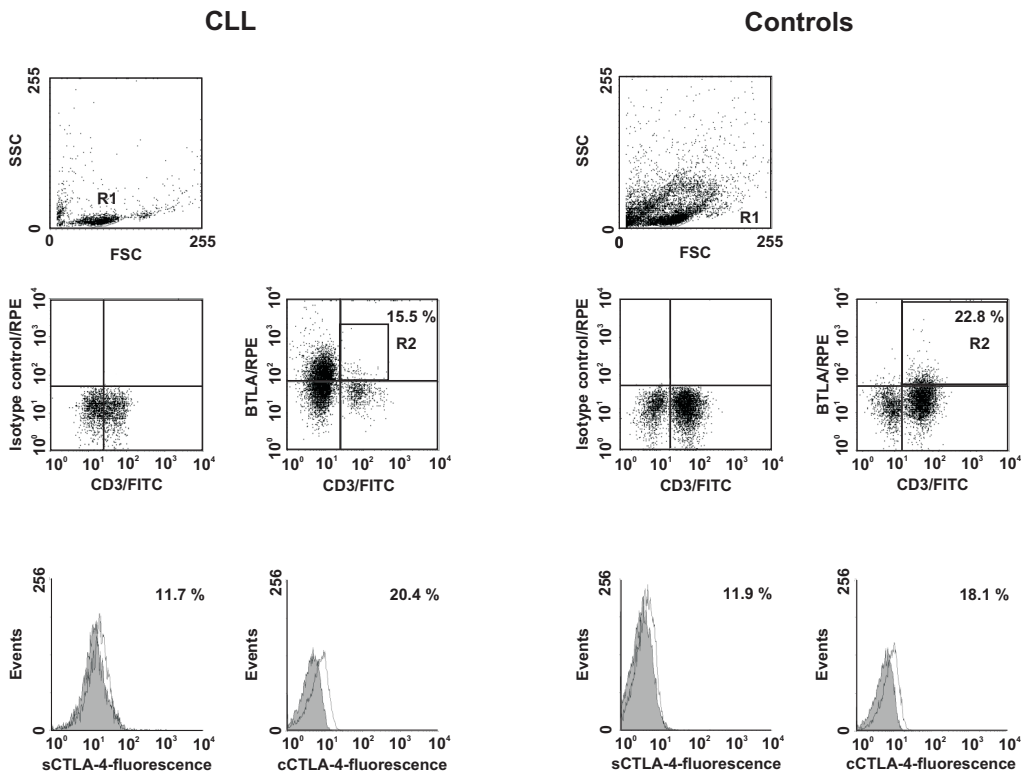 CLL
Controls
255
SSC
R1
0
0
255
FSC
255
SSC
R1
0
0
255
FSC
Isotype control/RPE
10^4
10^3
10^2
10^1
10^0
10^0 10^1 10^2 10^3 10^4
CD3/FITC
BTLA/RPE
10^4
10^3
10^2
10^1
10^0
15.5 %
R2
10^0 10^1 10^2 10^3 10^4
CD3/FITC
Isotype control/RPE
10^4
10^3
10^2
10^1
10^0
10^0 10^1 10^2 10^3 10^4
CD3/FITC
BTLA/RPE
10^4
10^3
10^2
10^1
10^0
22.8 %
R2
10^0 10^1 10^2 10^3 10^4
CD3/FITC
256
Events
0
11.7 %
10^0 10^1 10^2 10^3 10^4
sCTLA-4-fluorescence
256
Events
0
20.4 %
10^0 10^1 10^2 10^3 10^4
cCTLA-4-fluorescence
256
Events
0
11.9 %
10^0 10^1 10^2 10^3 10^4
sCTLA-4-fluorescence
256
Events
0
18.1 %
10^0 10^1 10^2 10^3 10^4
cCTLA-4-fluorescence